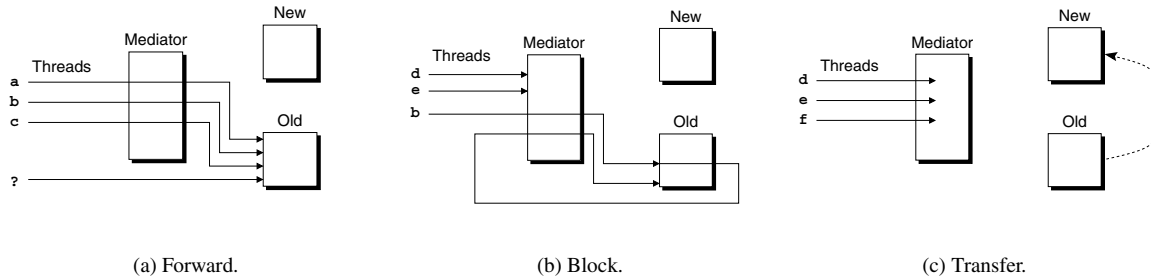 New
Mediator
Threads
a
b
c
Old
?
(a) Forward.
New
Mediator
Threads
d
e
b
Old
(b) Block.
New
Mediator
Threads
d
e
f
Old
(c) Transfer.